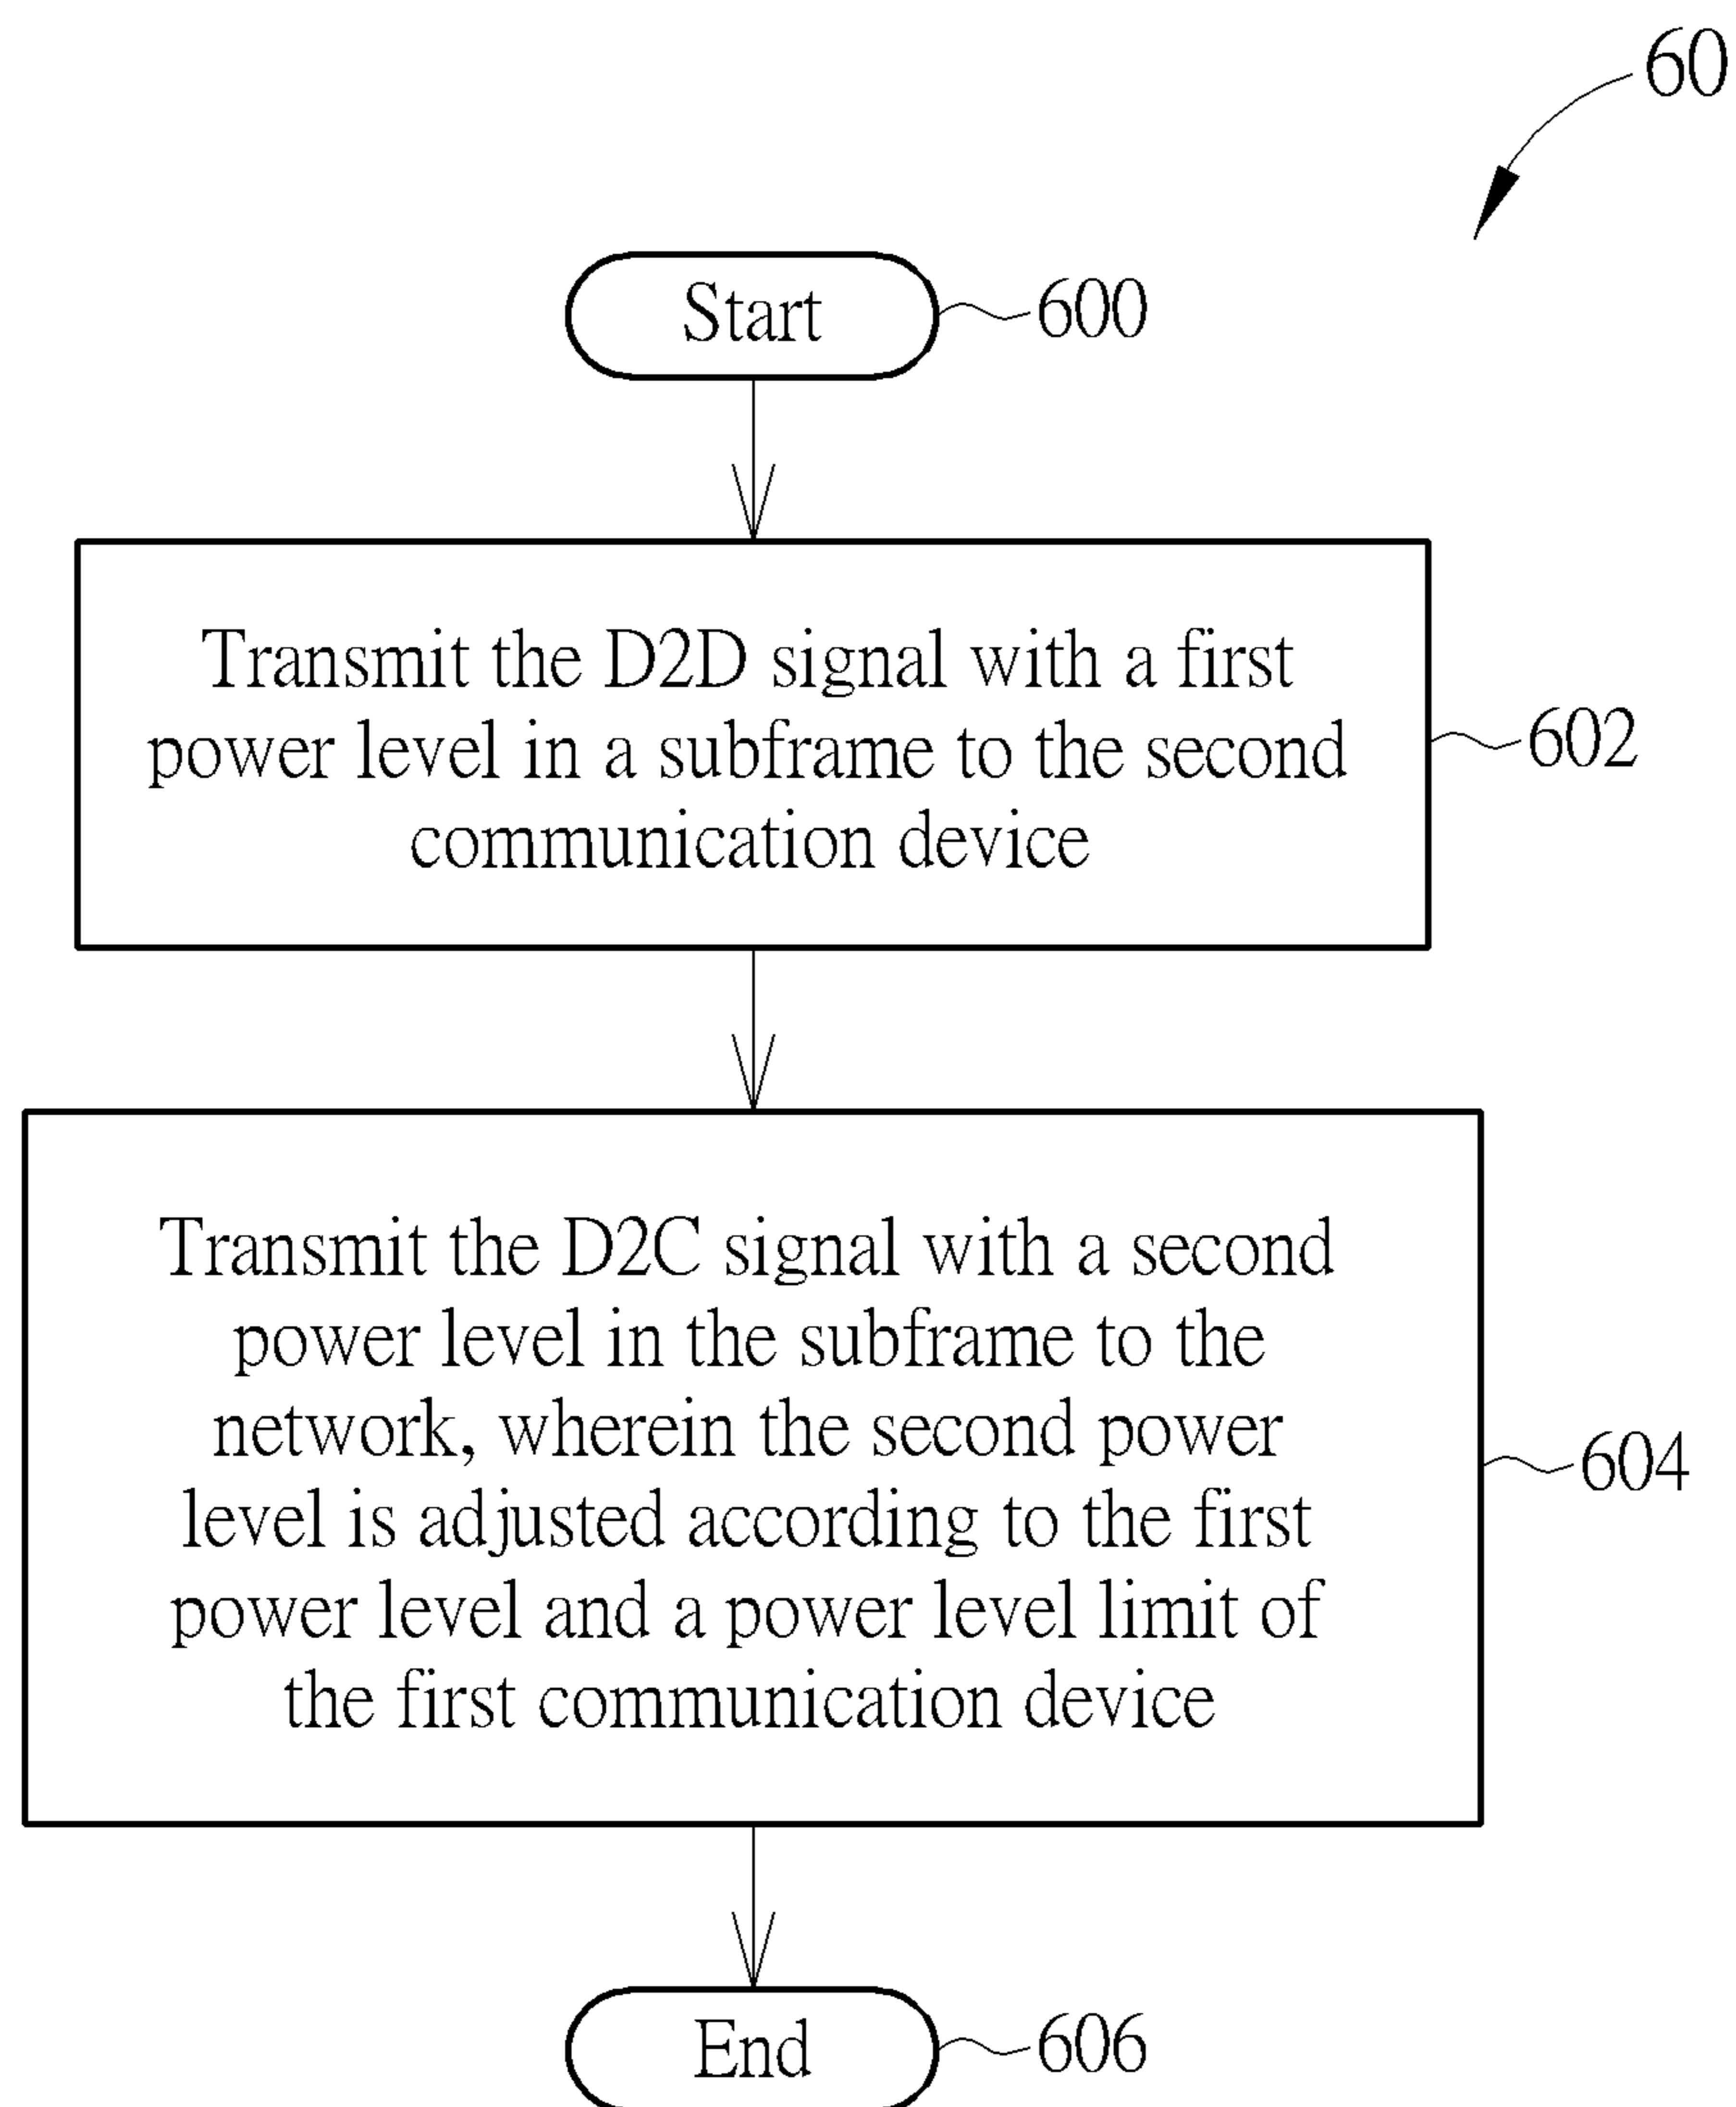 60
Start
600
Transmit the D2D signal with a first
power level in a subframe to the second
communication device
602
Transmit the D2C signal with a second
power level in the subframe to the
network, wherein the second power
level is adjusted according to the first
power level and a power level limit of
the first communication device
604
End
606